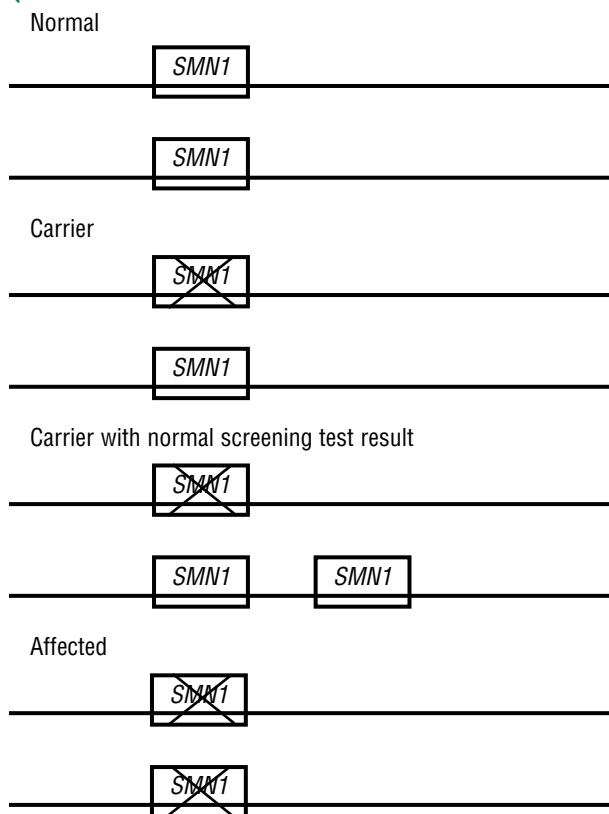 Normal
SMN1
SMN1
Carrier
SMN1
SMN1
Carrier with normal screening test result
SMN1
SMN1 SMN1
Affected
SMN1
SMN1